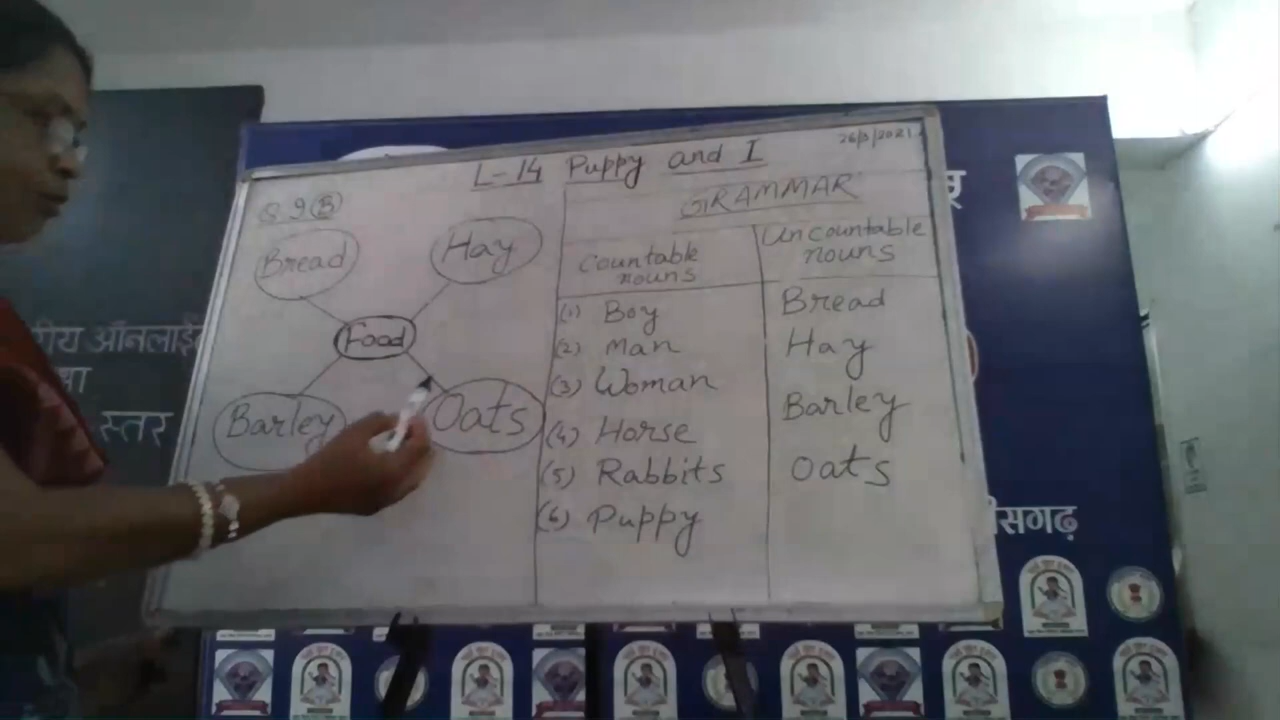 L-14 Puppy and I
26/3/2021
Q.9 (B)
Bread
Hay
Food
Barley
Oats
GRAMMAR
Countable
nouns
(1) Boy
(2) Man
(3) Woman
(4) Horse
(5) Rabbits
(6) Puppy
Uncountable
nouns
Bread
Hay
Barley
Oats
स्तर